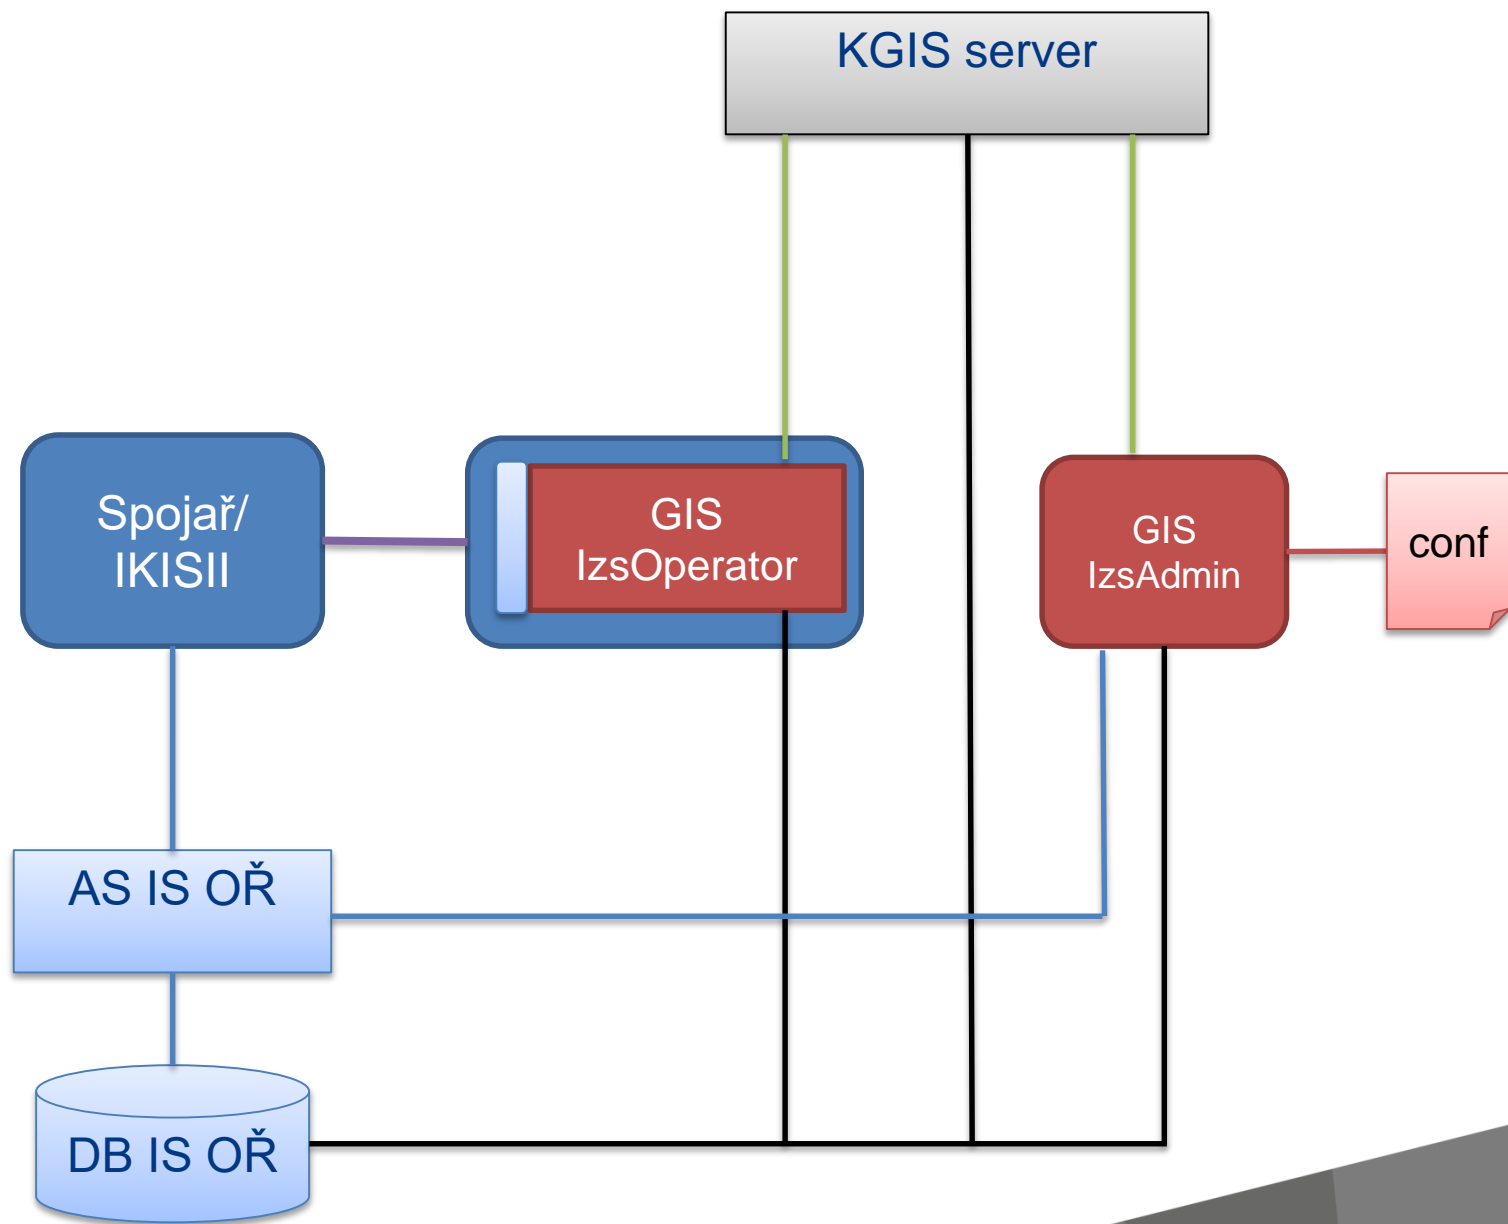 KGIS server
Spojař/
IKISII
GIS
IzsOperator
GIS
IzsAdmin
conf
AS IS OŘ
DB IS OŘ